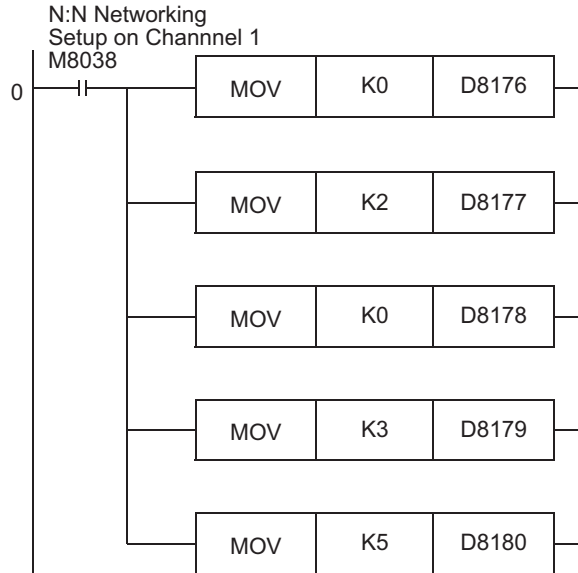 N:N Networking
Setup on Channnel 1
M8038
0
MOV K0 D8176
MOV K2 D8177
MOV K0 D8178
MOV K3 D8179
MOV K5 D8180